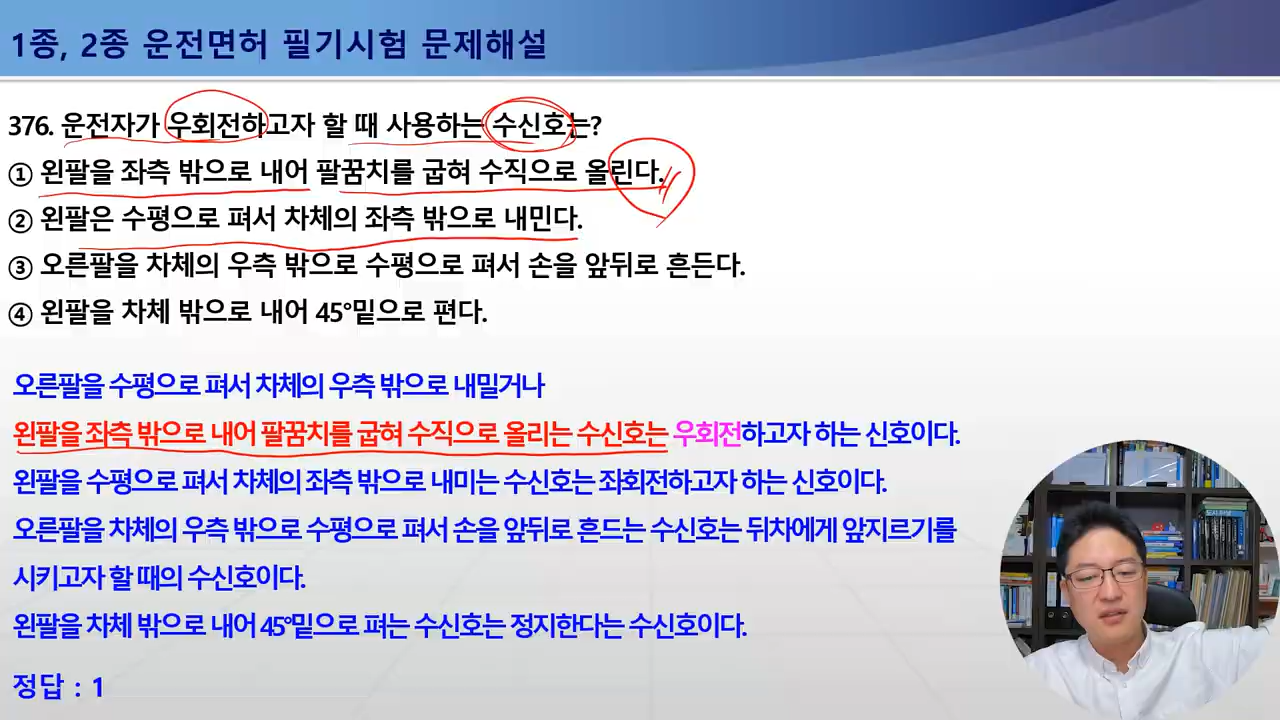 1종, 2종 운전면허 필기시험 문제해설
376. 운전자가 우회전하고자 할 때 사용하는 수신호는?
① 왼팔을 좌측 밖으로 내어 팔꿈치를 굽혀 수직으로 올린다.
② 왼팔은 수평으로 펴서 차체의 좌측 밖으로 내민다.
③ 오른팔을 차체의 우측 밖으로 수평으로 펴서 손을 앞뒤로 흔든다.
④ 왼팔을 차체 밖으로 내어 45°밑으로 편다.
오른팔을 수평으로 펴서 차체의 우측 밖으로 내밀거나
왼팔을 좌측 밖으로 내어 팔꿈치를 굽혀 수직으로 올리는 수신호는 우회전하고자 하는 신호이다.
왼팔을 수평으로 펴서 차체의 좌측 밖으로 내미는 수신호는 좌회전하고자 하는 신호이다.
오른팔을 차체의 우측 밖으로 수평으로 펴서 손을 앞뒤로 흔드는 수신호는 뒤차에게 앞지르기를
시키고자 할 때의 수신호이다.
왼팔을 차체 밖으로 내어 45°밑으로 펴는 수신호는 정지한다는 수신호이다.
정답 : 1